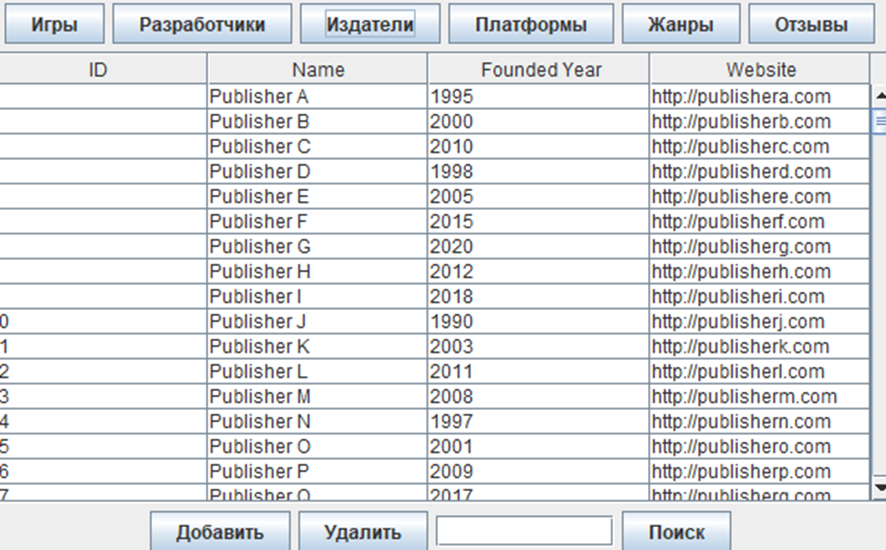 Игры Разработчики Издатели Платформы Жанры Отзывы
ID Name Founded Year Website
Publisher A 1995 http://publishera.com
Publisher B 2000 http://publisherb.com
Publisher C 2010 http://publisherc.com
Publisher D 1998 http://publisherd.com
Publisher E 2005 http://publishere.com
Publisher F 2015 http://publisherf.com
Publisher G 2020 http://publisherg.com
Publisher H 2012 http://publisherh.com
Publisher I 2018 http://publisheri.com
0 Publisher J 1990 http://publisherj.com
1 Publisher K 2003 http://publisherk.com
2 Publisher L 2011 http://publisherl.com
3 Publisher M 2008 http://publisherm.com
4 Publisher N 1997 http://publishern.com
5 Publisher O 2001 http://publishero.com
6 Publisher P 2009 http://publisherp.com
7 Publisher Q 2017 http://publisherq.com
Добавить Удалить Поиск